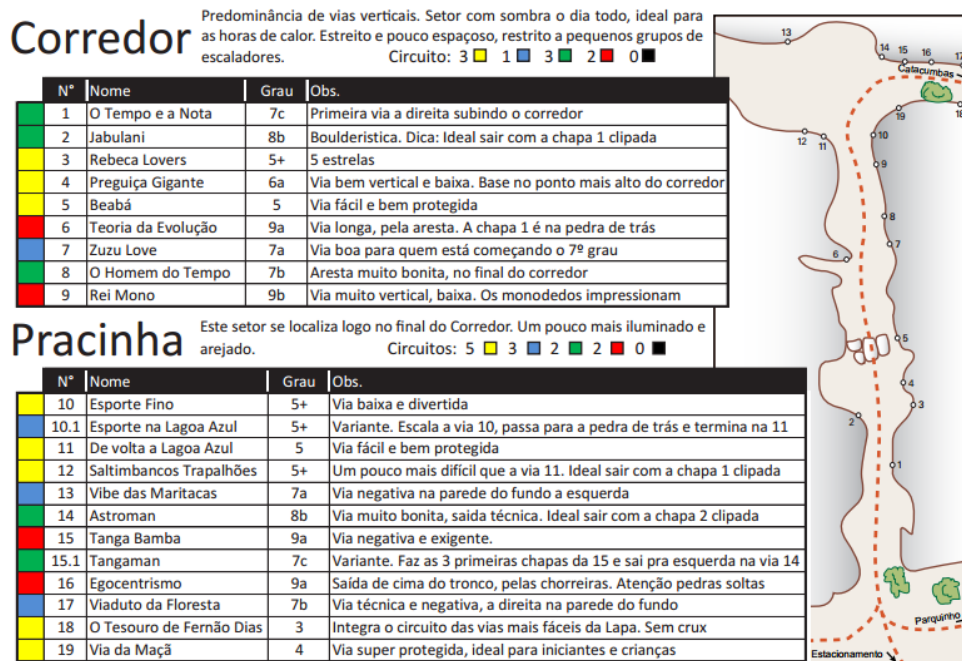 Corredor
Predominância de vias verticais. Setor com sombra o dia todo, ideal para
as horas de calor. Estreito e pouco espaçoso, restrito a pequenos grupos de
escaladores. Circuito: 3 1 3 2 0
N° Nome Grau Obs.
1 O Tempo e a Nota 7c Primeira via a direita subindo o corredor
2 Jabulani 8b Boulderistica. Dica: Ideal sair com a chapa 1 clipada
3 Rebeca Lovers 5+ 5 estrelas
4 Preguiça Gigante 6a Via bem vertical e baixa. Base no ponto mais alto do corredor
5 Beabá 5 Via fácil e bem protegida
6 Teoria da Evolução 9a Via longa, pela aresta. A chapa 1 é na pedra de trás
7 Zuzu Love 7a Via boa para quem está começando o 7º grau
8 O Homem do Tempo 7b Aresta muito bonita, no final do corredor
9 Rei Mono 9b Via muito vertical, baixa. Os monodedos impressionam
Pracinha
Este setor se localiza logo no final do Corredor. Um pouco mais iluminado e
arejado. Circuitos: 5 3 2 2 0
N° Nome Grau Obs.
10 Esporte Fino 5+ Via baixa e divertida
10.1 Esporte na Lagoa Azul 5+ Variante. Escala a via 10, passa para a pedra de trás e termina na 11
11 De volta a Lagoa Azul 5 Via fácil e bem protegida
12 Saltimbancos Trapalhões 5+ Um pouco mais difícil que a via 11. Ideal sair com a chapa 1 clipada
13 Vibe das Maritacas 7a Via negativa na parede do fundo a esquerda
14 Astroman 8b Via muito bonita, saida técnica. Ideal sair com a chapa 2 clipada
15 Tanga Bamba 9a Via negativa e exigente.
15.1 Tangaman 7c Variante. Faz as 3 primeiras chapas da 15 e sai pra esquerda na via 14
16 Egocentrismo 9a Saída de cima do tronco, pelas chorreiras. Atenção pedras soltas
17 Viaduto da Floresta 7b Via técnica e negativa, a direita na parede do fundo
18 O Tesouro de Fernão Dias 3 Integra o circuito das vias mais fáceis da Lapa. Sem crux
19 Via da Maçã 4 Via super protegida, ideal para iniciantes e crianças
13
14 15 16 17
Catacumbas
19 18
12 11 10
9
8
7
6
5
4
3
2
1
Parquinho
Estacionamento